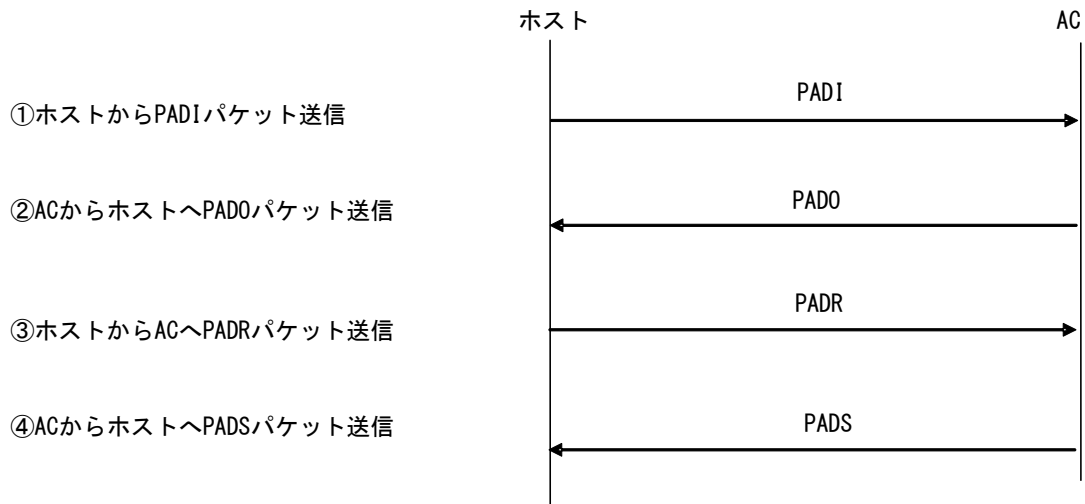 ホスト
AC
PADI
①ホストからPADIパケット送信
PADO
②ACからホストへPADOパケット送信
PADR
③ホストからACへPADRパケット送信
PADS
④ACからホストへPADSパケット送信